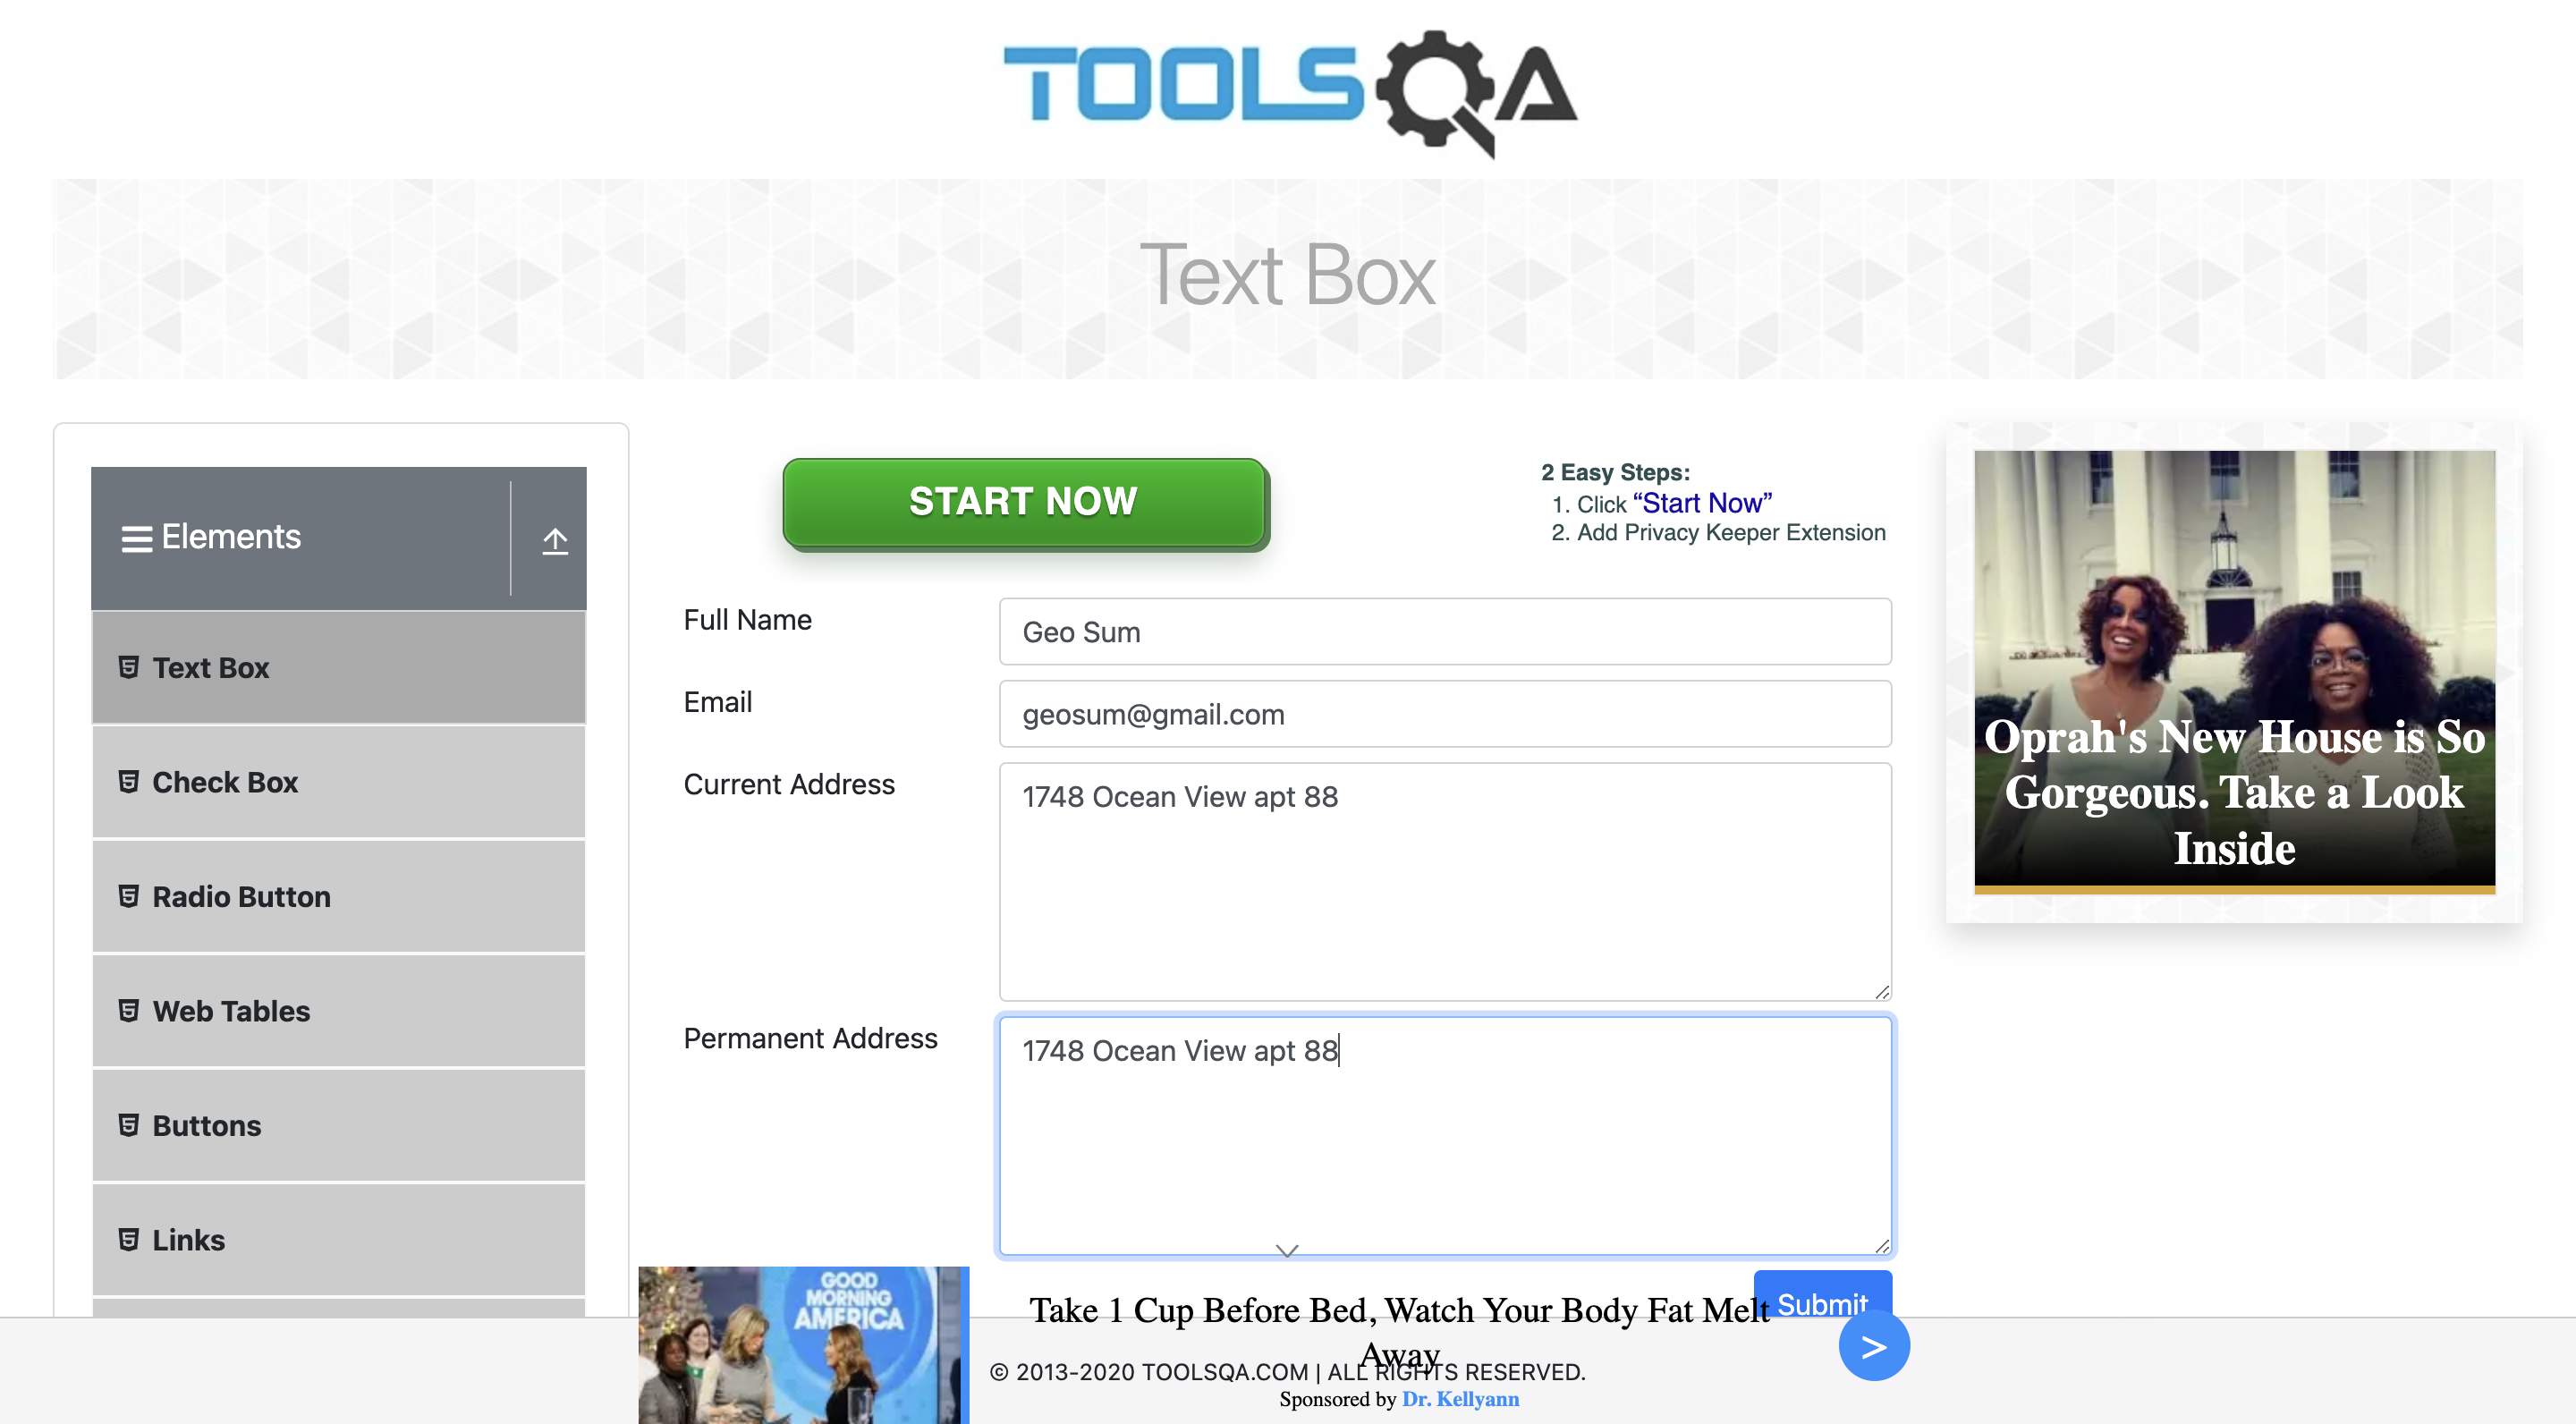 TOOLSQA
Text Box
Elements
Text Box
Check Box
Radio Button
Web Tables
Buttons
Links
START NOW
2 Easy Steps:
1. Click “Start Now”
2. Add Privacy Keeper Extension
Full Name
Geo Sum
Email
geosum@gmail.com
Current Address
1748 Ocean View apt 88
Permanent Address
1748 Ocean View apt 88
Submit
Oprah's New House is So
Gorgeous. Take a Look
Inside
GOOD
MORNING
AMERICA
Take 1 Cup Before Bed, Watch Your Body Fat Melt
Away
© 2013-2020 TOOLSQA.COM | ALL RIGHTS RESERVED.
Sponsored by Dr. Kellyann